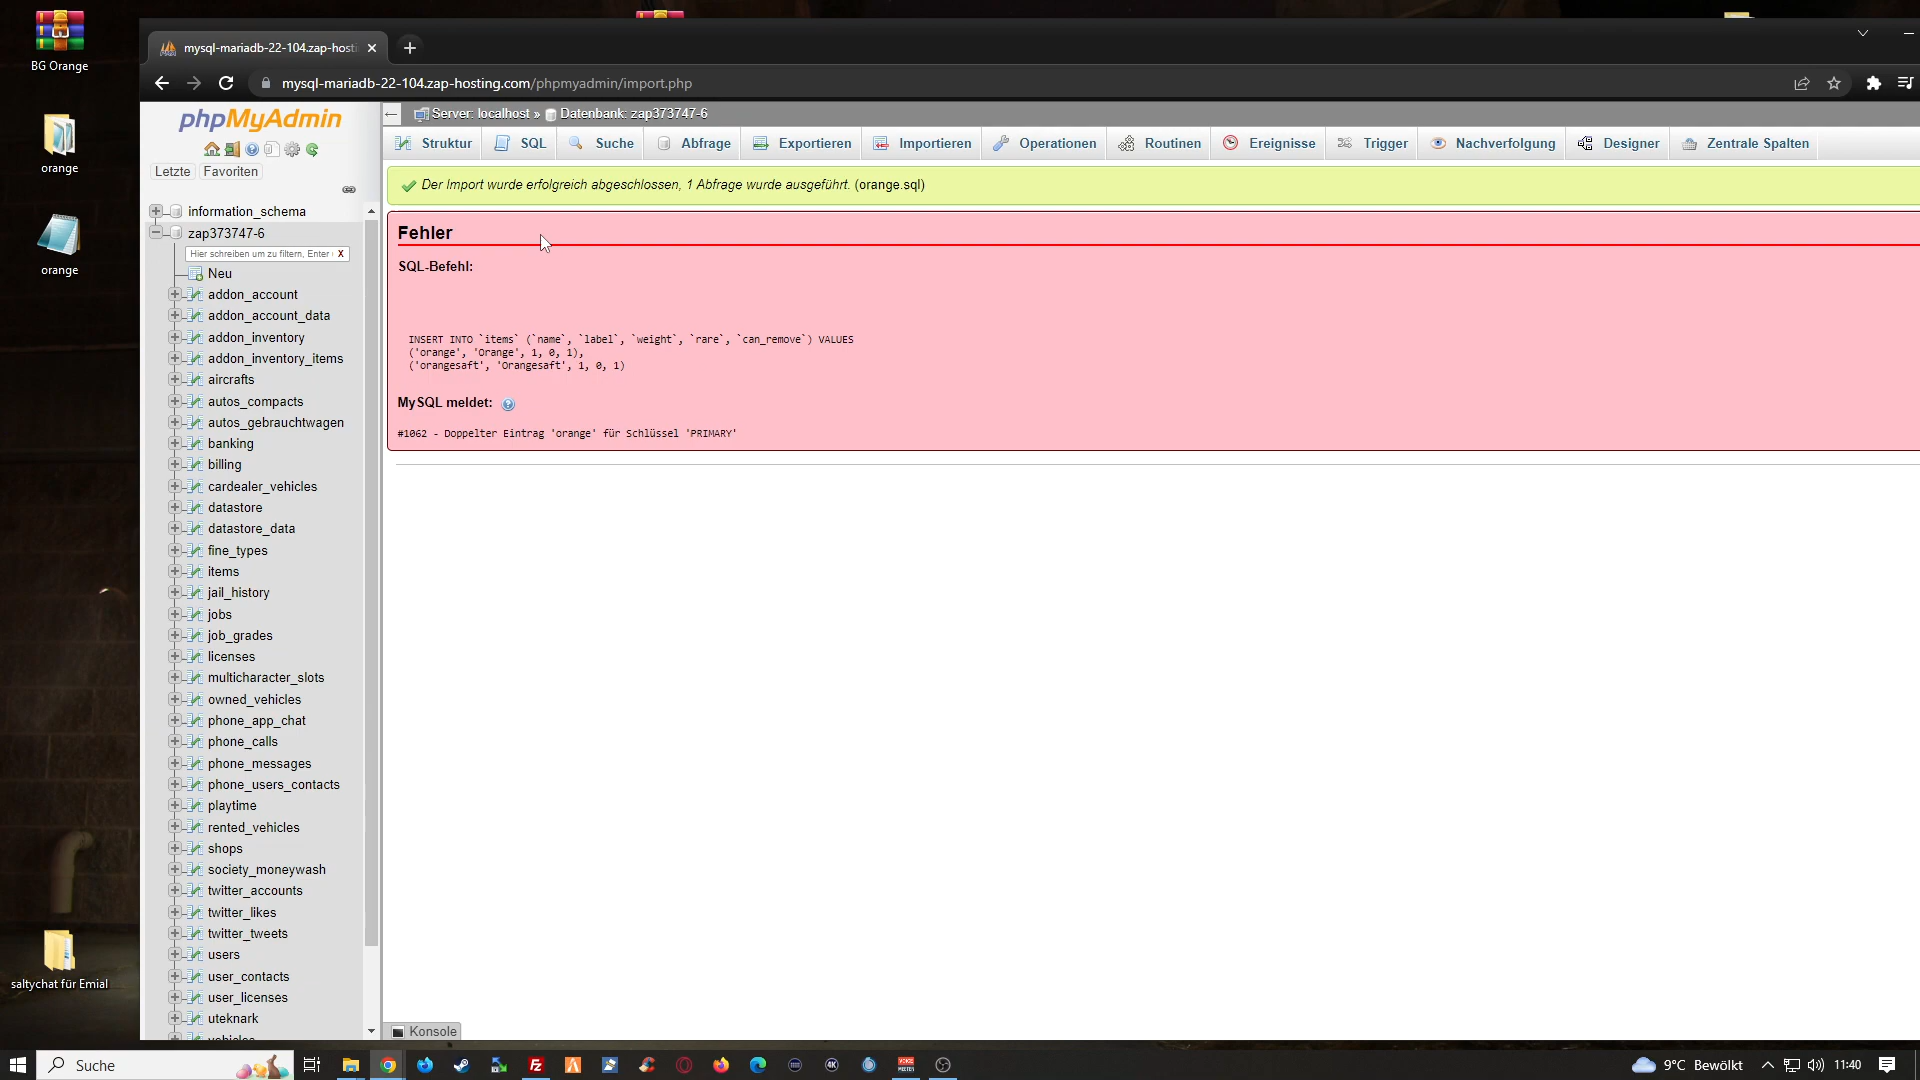 BG Orange
orange
orange
saltychat für Emial
mysql-mariadb-22-104.zap-hosti
mysql-mariadb-22-104.zap-hosting.com/phpmyadmin/import.php
phpMyAdmin
Letzte Favoriten
information_schema
zap373747-6
Hier schreiben um zu filtern, Enter X
Neu
addon_account
addon_account_data
addon_inventory
addon_inventory_items
aircrafts
autos_compacts
autos_gebrauchtwagen
banking
billing
cardealer_vehicles
datastore
datastore_data
fine_types
items
jail_history
jobs
job_grades
licenses
multicharacter_slots
owned_vehicles
phone_app_chat
phone_calls
phone_messages
phone_users_contacts
playtime
rented_vehicles
shops
society_moneywash
twitter_accounts
twitter_likes
twitter_tweets
users
user_contacts
user_licenses
uteknark
vehicles
Server: localhost » Datenbank: zap373747-6
Struktur SQL Suche Abfrage Exportieren Importieren Operationen Routinen Ereignisse Trigger Nachverfolgung Designer Zentrale Spalten
Der Import wurde erfolgreich abgeschlossen, 1 Abfrage wurde ausgeführt. (orange.sql)
Fehler
SQL-Befehl:
INSERT INTO `items` (`name`, `label`, `weight`, `rare`, `can_remove`) VALUES
('orange', 'Orange', 1, 0, 1),
('orangesaft', 'Orangesaft', 1, 0, 1)
MySQL meldet:
#1062 - Doppelter Eintrag 'orange' für Schlüssel 'PRIMARY'
Konsole
Suche
4K
9°C Bewölkt
11:40